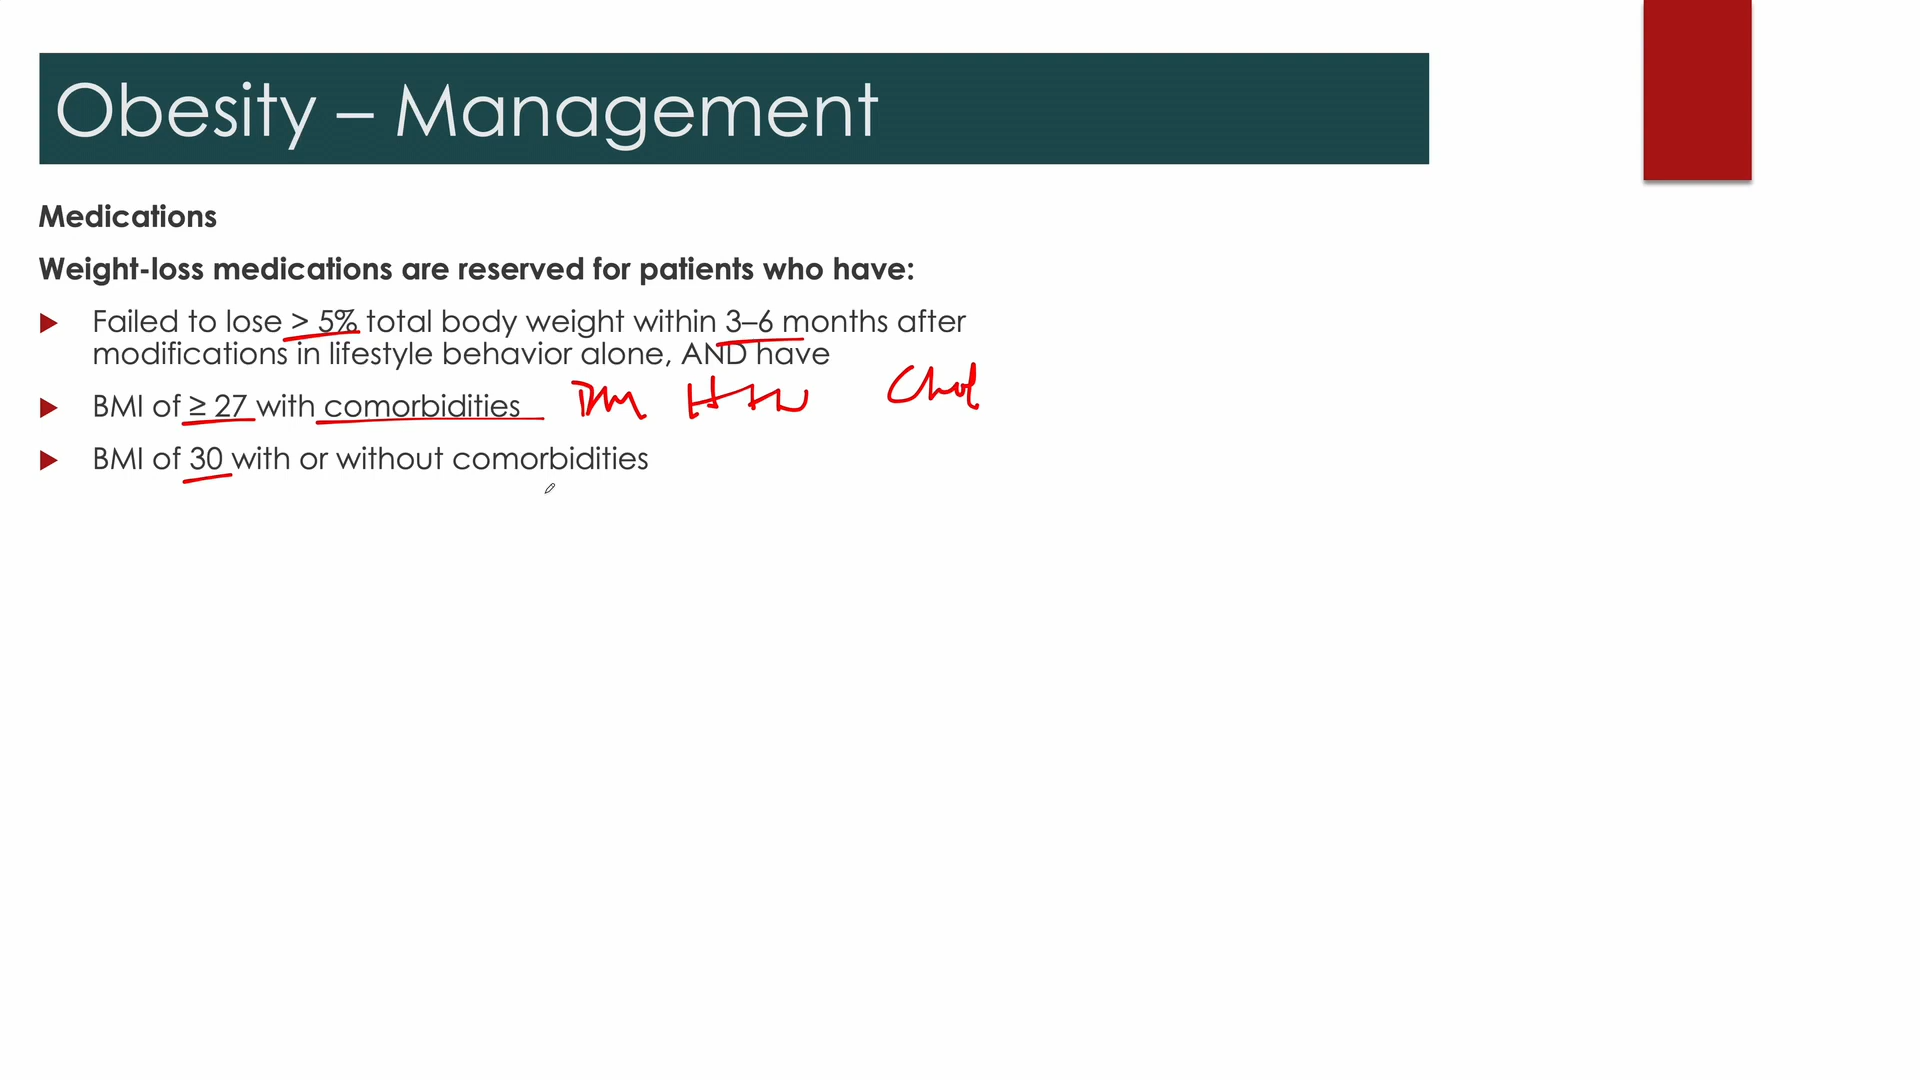 Obesity – Management
Medications
Weight-loss medications are reserved for patients who have:
Failed to lose > 5% total body weight within 3–6 months after
modifications in lifestyle behavior alone, AND have
BMI of ≥ 27 with comorbidities DM HTN Chol
BMI of 30 with or without comorbidities